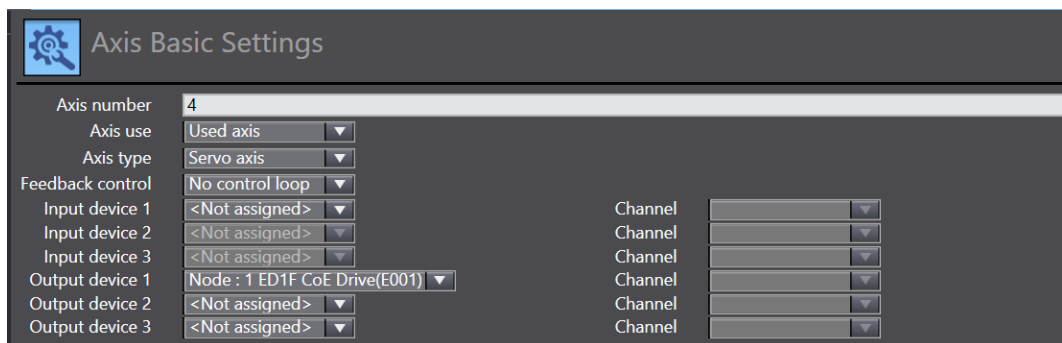 Axis Basic Settings
Axis number 4
Axis use Used axis
Axis type Servo axis
Feedback control No control loop
Input device 1 <Not assigned> Channel
Input device 2 <Not assigned> Channel
Input device 3 <Not assigned> Channel
Output device 1 Node : 1 ED1F CoE Drive(E001) Channel
Output device 2 <Not assigned> Channel
Output device 3 <Not assigned> Channel